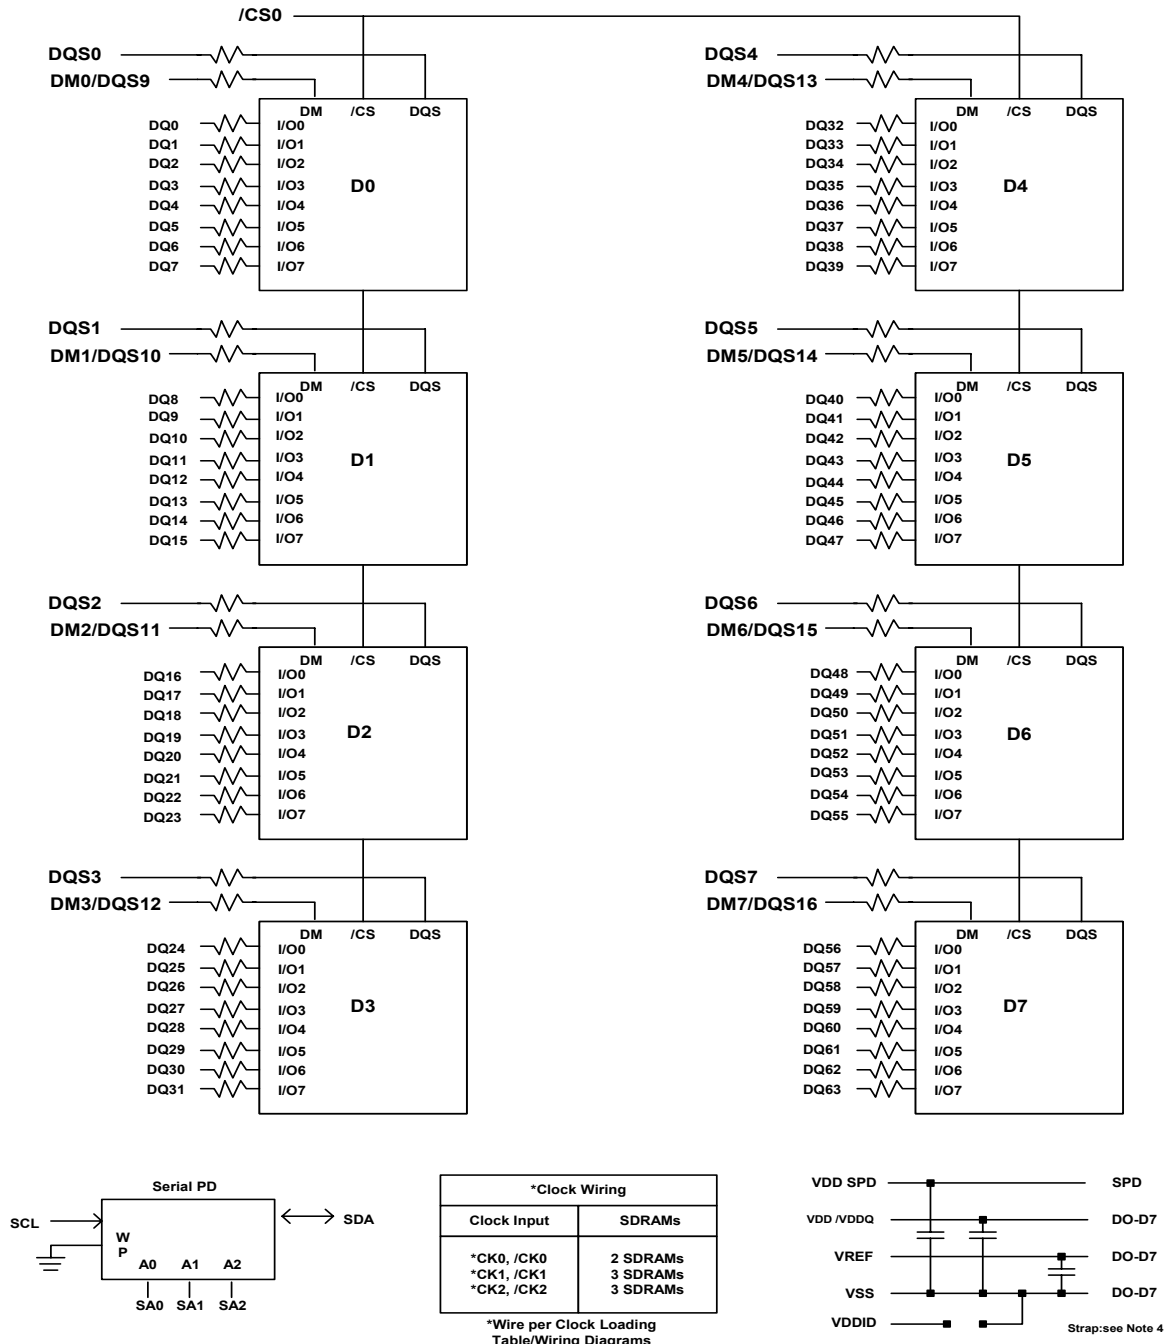 /CS0
DQS0
DM0/DQS9
DM /CS DQS
DQ0 I/O0
DQ1 I/O1
DQ2 I/O2
DQ3 I/O3
DQ4 I/O4
DQ5 I/O5
DQ6 I/O6
DQ7 I/O7
D0
DQS1
DM1/DQS10
DM /CS DQS
DQ8 I/O0
DQ9 I/O1
DQ10 I/O2
DQ11 I/O3
DQ12 I/O4
DQ13 I/O5
DQ14 I/O6
DQ15 I/O7
D1
DQS2
DM2/DQS11
DM /CS DQS
DQ16 I/O0
DQ17 I/O1
DQ18 I/O2
DQ19 I/O3
DQ20 I/O4
DQ21 I/O5
DQ22 I/O6
DQ23 I/O7
D2
DQS3
DM3/DQS12
DM /CS DQS
DQ24 I/O0
DQ25 I/O1
DQ26 I/O2
DQ27 I/O3
DQ28 I/O4
DQ29 I/O5
DQ30 I/O6
DQ31 I/O7
D3
DQS4
DM4/DQS13
DM /CS DQS
DQ32 I/O0
DQ33 I/O1
DQ34 I/O2
DQ35 I/O3
DQ36 I/O4
DQ37 I/O5
DQ38 I/O6
DQ39 I/O7
D4
DQS5
DM5/DQS14
DM /CS DQS
DQ40 I/O0
DQ41 I/O1
DQ42 I/O2
DQ43 I/O3
DQ44 I/O4
DQ45 I/O5
DQ46 I/O6
DQ47 I/O7
D5
DQS6
DM6/DQS15
DM /CS DQS
DQ48 I/O0
DQ49 I/O1
DQ50 I/O2
DQ51 I/O3
DQ52 I/O4
DQ53 I/O5
DQ54 I/O6
DQ55 I/O7
D6
DQS7
DM7/DQS16
DM /CS DQS
DQ56 I/O0
DQ57 I/O1
DQ58 I/O2
DQ59 I/O3
DQ60 I/O4
DQ61 I/O5
DQ62 I/O6
DQ63 I/O7
D7
Serial PD
SCL
SDA
W
P
A0 A1 A2
SA0 SA1 SA2
*Clock Wiring
Clock Input SDRAMs
*CK0, /CK0 2 SDRAMs
*CK1, /CK1 3 SDRAMs
*CK2, /CK2 3 SDRAMs
*Wire per Clock Loading
Table/Wiring Diagrams
VDD SPD SPD
VDD /VDDQ DO-D7
VREF DO-D7
VSS DO-D7
VDDID
Strap:see Note 4